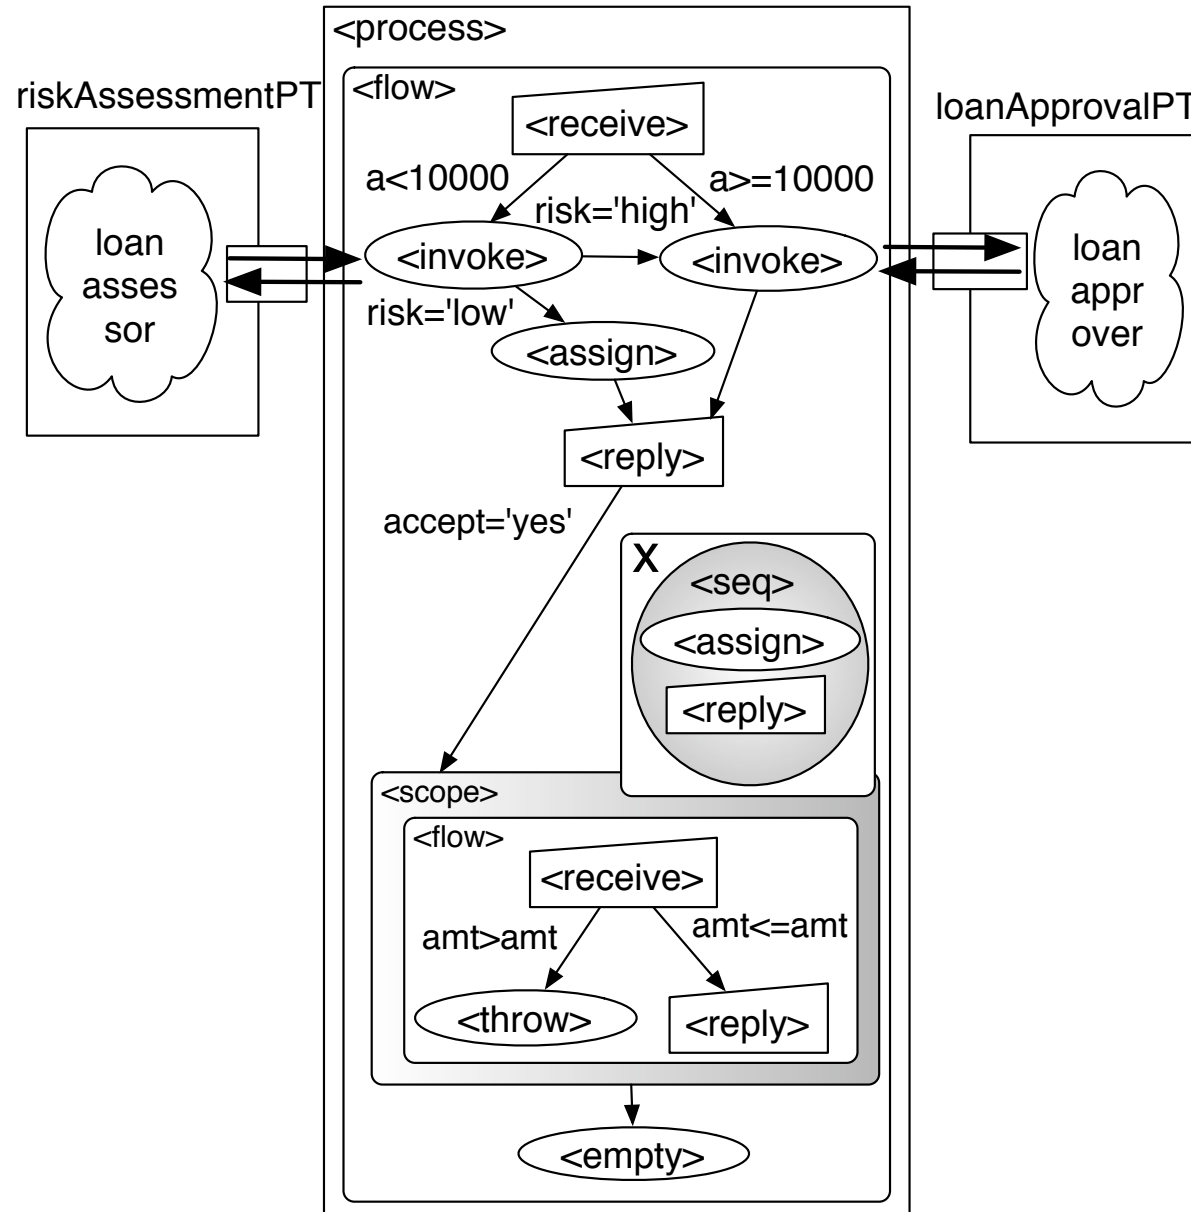 <process>
<flow>
riskAssessmentPT
loanApprovalPT
<receive>
a<10000
a>=10000
risk='high'
loan
asses
sor
<invoke>
<invoke>
loan
appr
over
risk='low'
<assign>
<reply>
accept='yes'
X
<seq>
<assign>
<reply>
<scope>
<flow>
<receive>
amt>amt
amt<=amt
<throw>
<reply>
<empty>